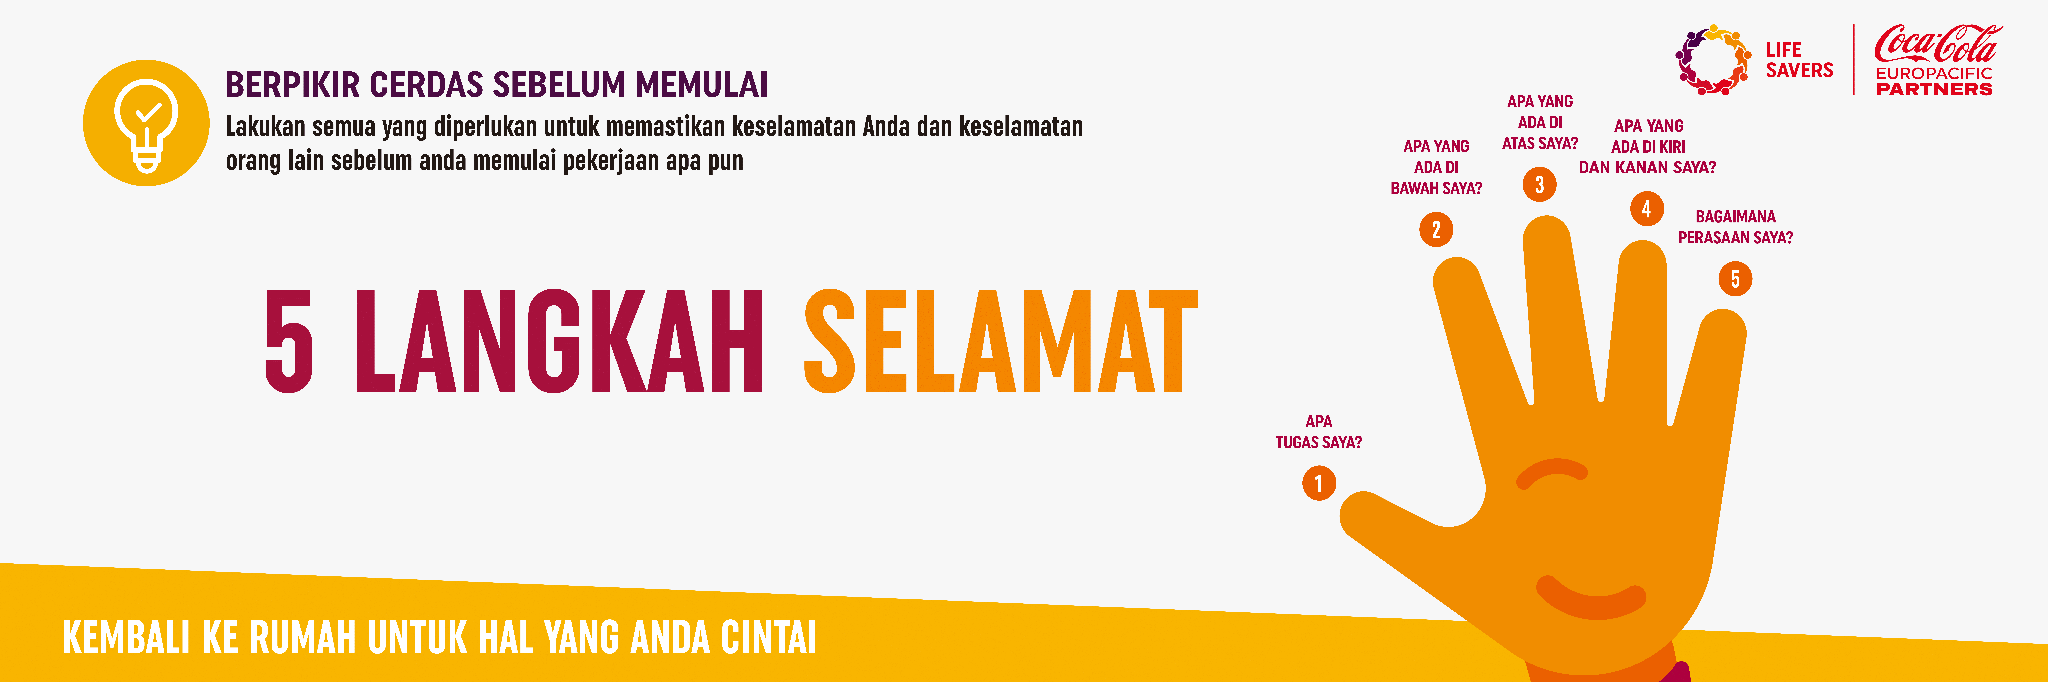 BERPIKIR CERDAS SEBELUM MEMULAI
Lakukan semua yang diperlukan untuk memastikan keselamatan Anda dan keselamatan
orang lain sebelum anda memulai pekerjaan apa pun
LIFE
SAVERS
Coca-Cola
EUROPACIFIC
PARTNERS
5 LANGKAH SELAMAT
APA
TUGAS SAYA?
1
APA YANG
ADA DI
BAWAH SAYA?
2
APA YANG
ADA DI
ATAS SAYA?
3
APA YANG
ADA DI KIRI
DAN KANAN SAYA?
4
BAGAIMANA
PERASAAN SAYA?
5
KEMBALI KE RUMAH UNTUK HAL YANG ANDA CINTAI